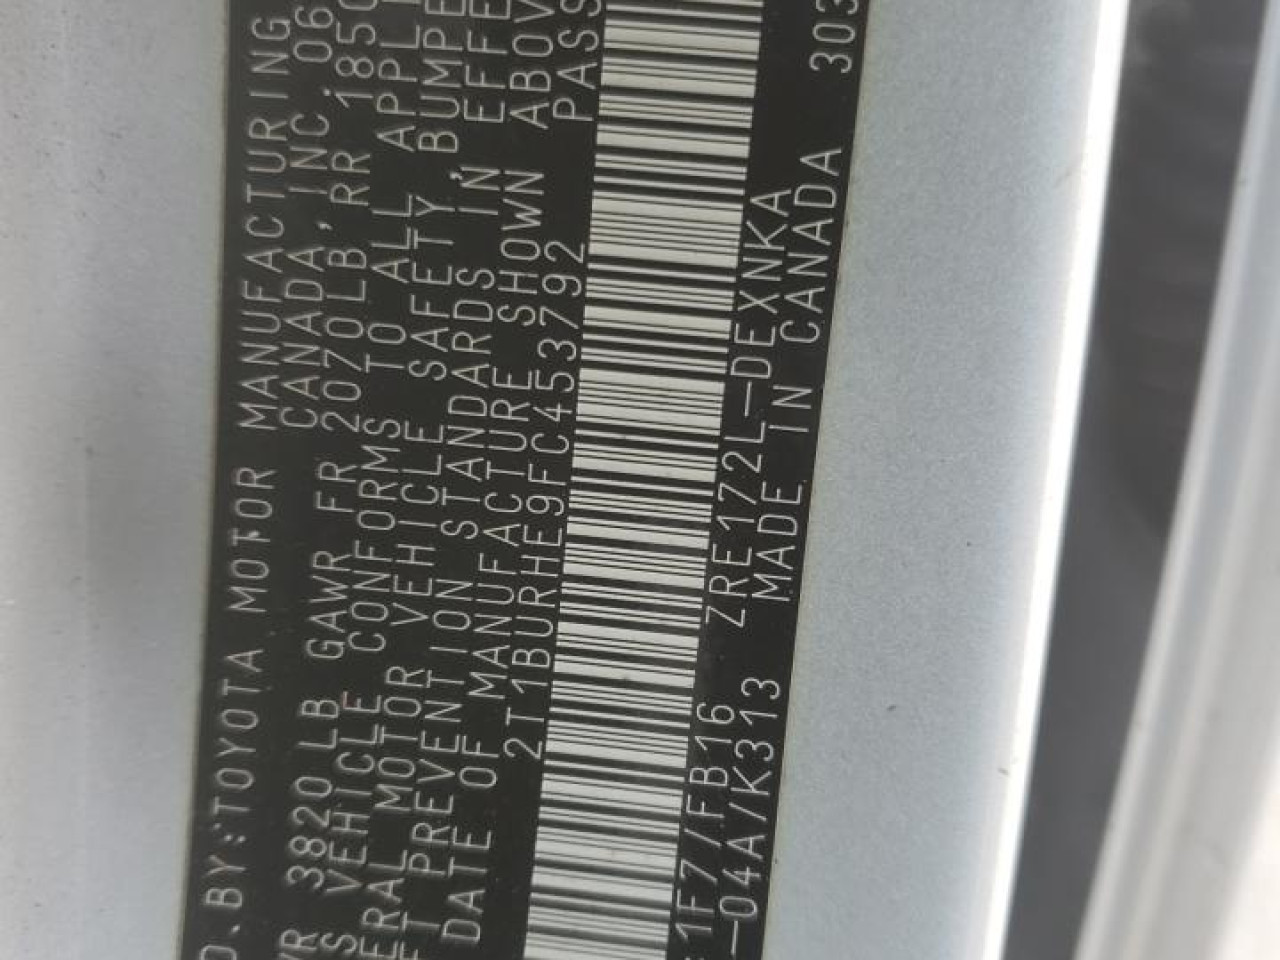 D.BY:TOYOTA MOTOR MANUFACTURING
CANADA, INC. 06
VR 3820 LB GAWR FR 2070LB, RR 1850
S VEHICLE CONFORMS TO ALL APPLI
ERAL MOTOR VEHICLE SAFETY, BUMPE
FT PREVENTION STANDARDS IN EFFE
DATE OF MANUFACTURE SHOWN ABOV
2T1BURHE9FC453792 PASS
1F7/FB16 ZRE172L-DEXNKA
-04A/K313 MADE IN CANADA 303